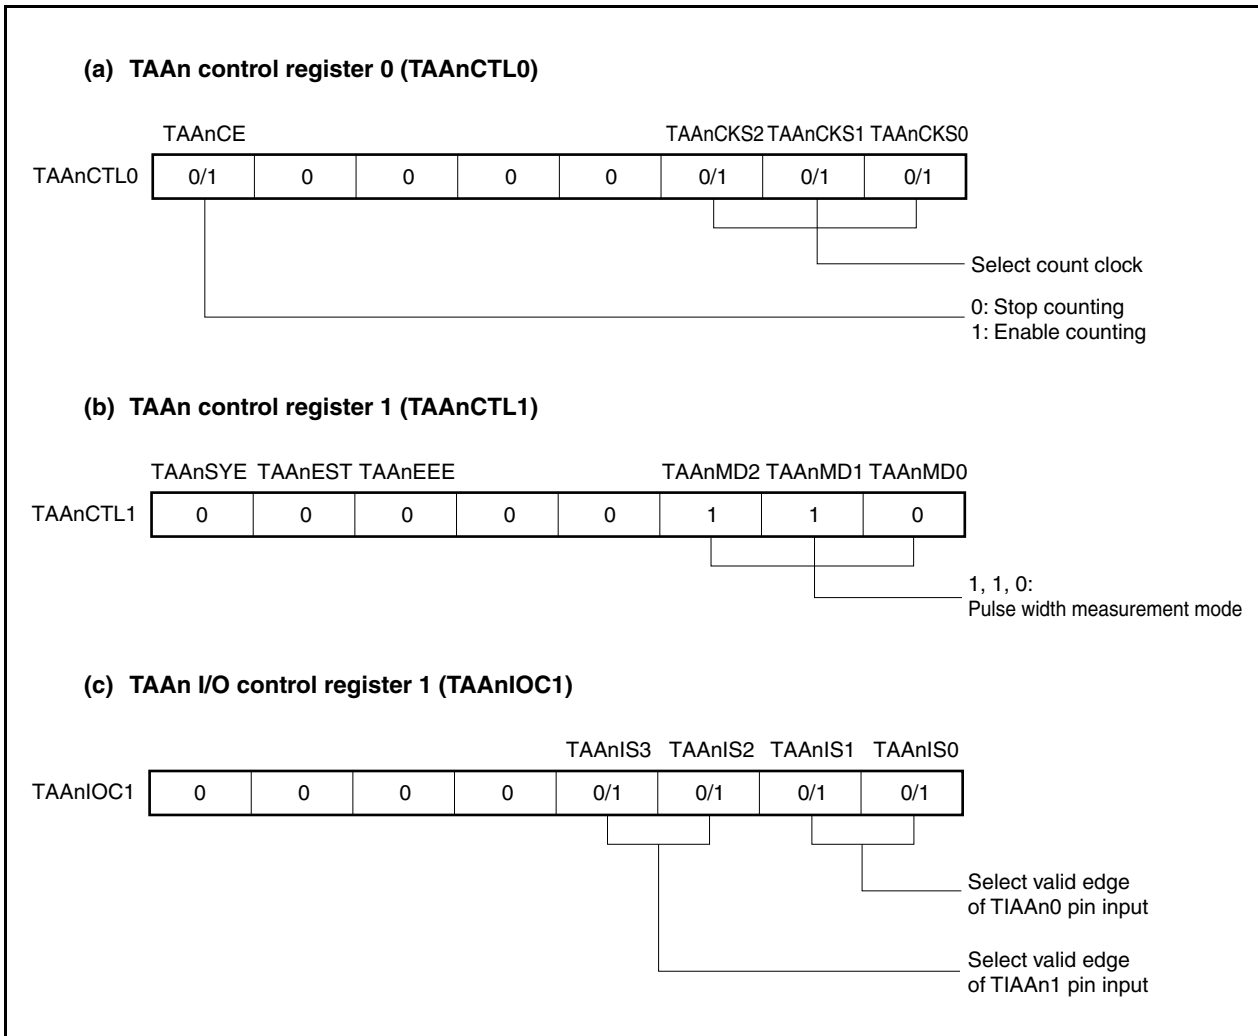 (a) TAAn control register 0 (TAAnCTL0)
TAAnCE TAAnCKS2 TAAnCKS1 TAAnCKS0
TAAnCTL0 0/1 0 0 0 0 0/1 0/1 0/1
Select count clock
0: Stop counting
1: Enable counting
(b) TAAn control register 1 (TAAnCTL1)
TAAnSYE TAAnEST TAAnEEE TAAnMD2 TAAnMD1 TAAnMD0
TAAnCTL1 0 0 0 0 0 1 1 0
1, 1, 0:
Pulse width measurement mode
(c) TAAn I/O control register 1 (TAAnIOC1)
TAAnIS3 TAAnIS2 TAAnIS1 TAAnIS0
TAAnIOC1 0 0 0 0 0/1 0/1 0/1 0/1
Select valid edge
of TIAAn0 pin input
Select valid edge
of TIAAn1 pin input